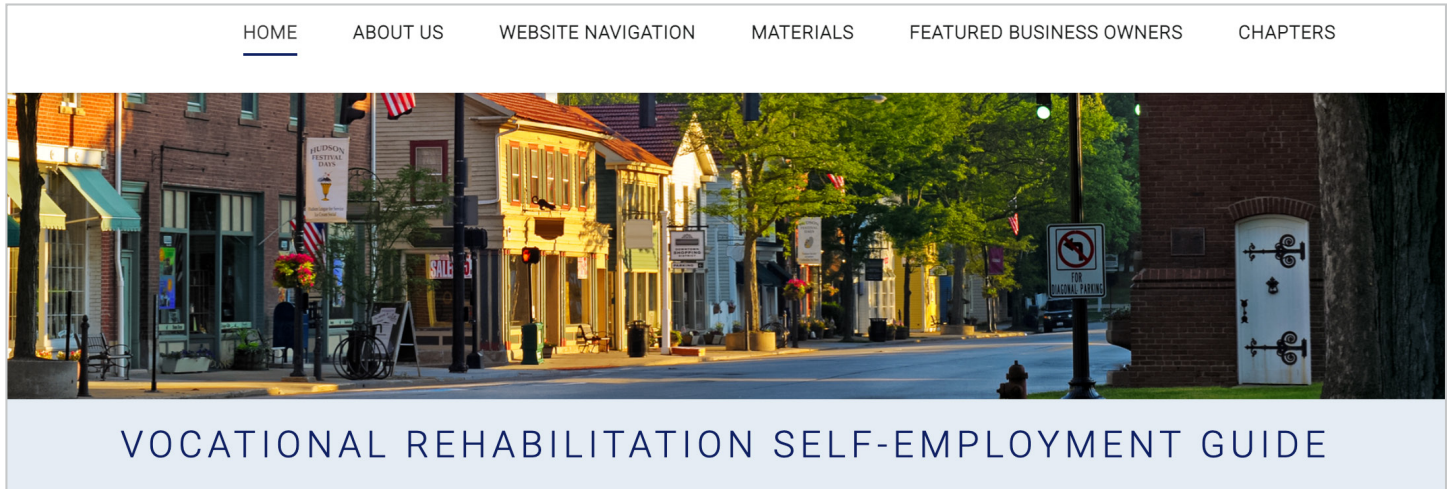 HOME ABOUT US WEBSITE NAVIGATION MATERIALS FEATURED BUSINESS OWNERS CHAPTERS
HUDSON
FESTIVAL
DAYS
SALE
FOR
DIAGONAL PARKING
VOCATIONAL REHABILITATION SELF-EMPLOYMENT GUIDE